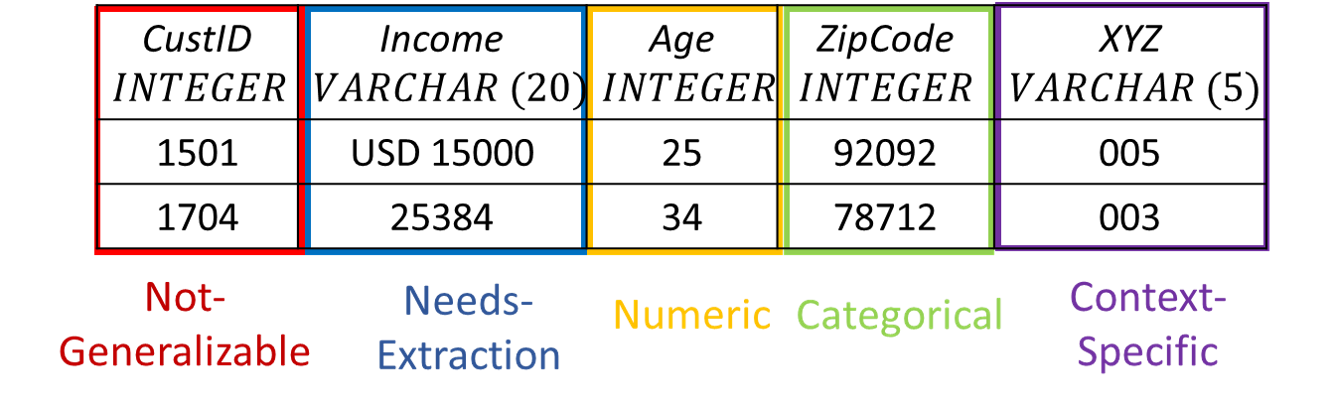 CustID Income Age ZipCode XYZ
INTEGER VARCHAR (20) INTEGER INTEGER VARCHAR (5)
1501 USD 15000 25 92092 005
1704 25384 34 78712 003
Not-
Generalizable
Needs-
Extraction
Numeric
Categorical
Context-
Specific